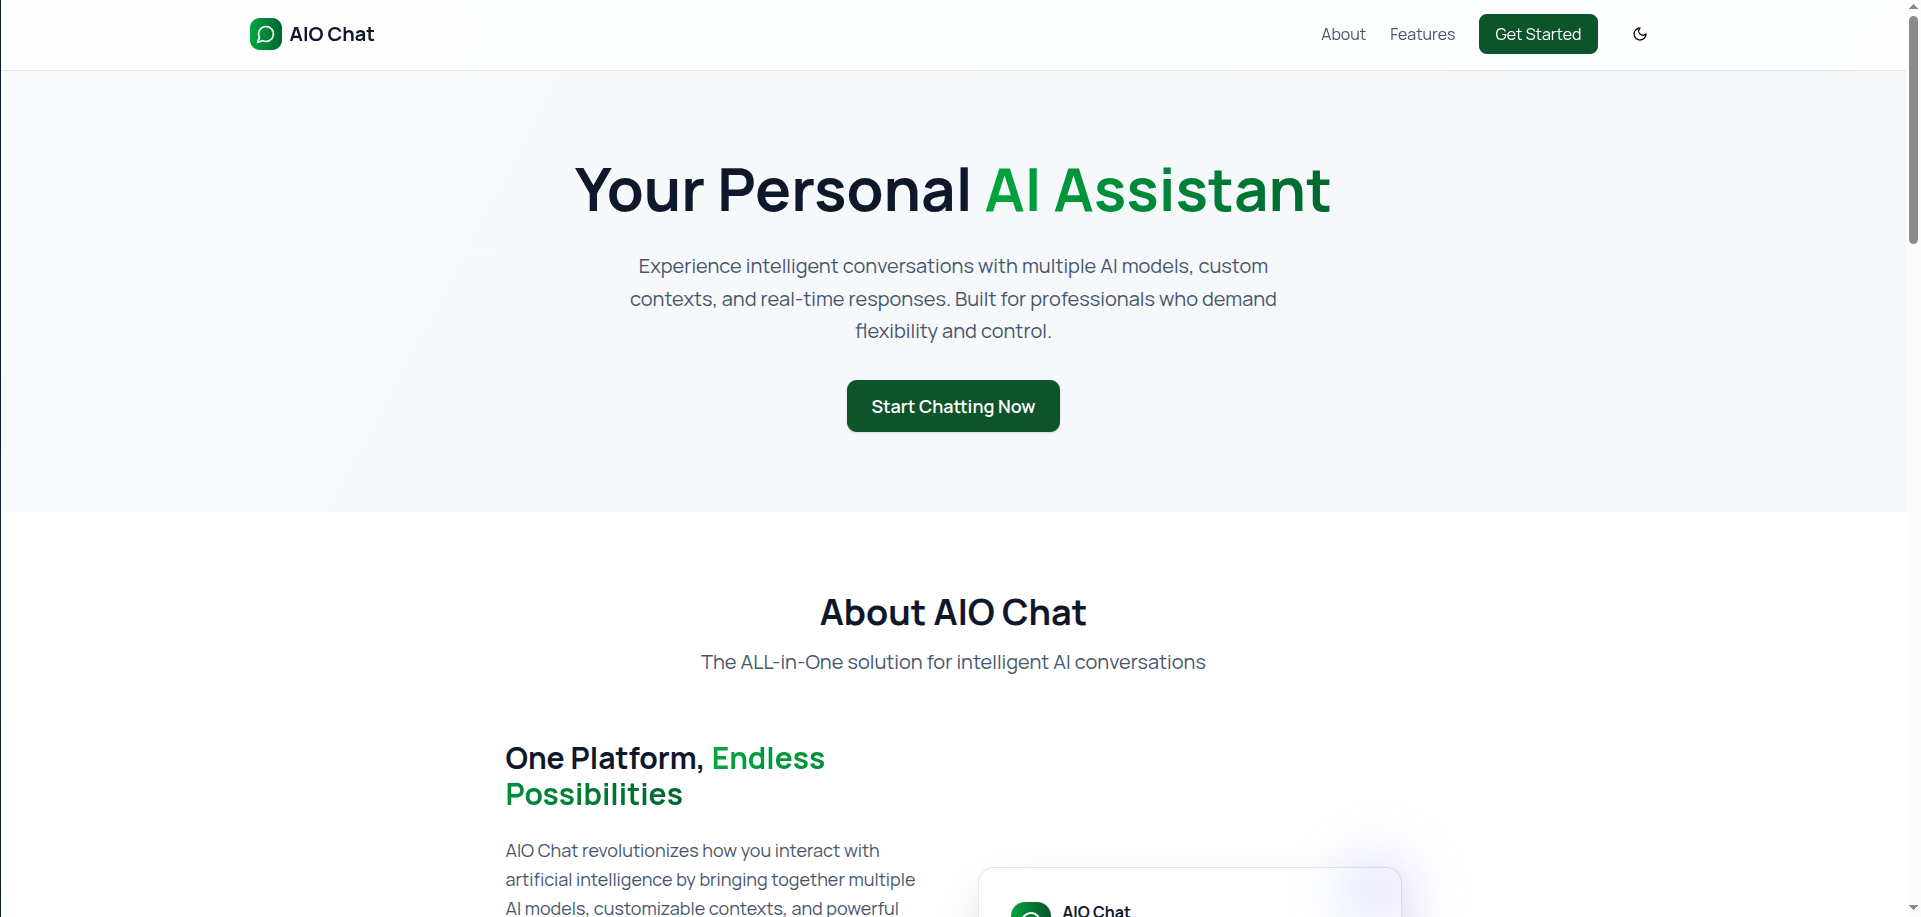 AIO Chat
About
Features
Get Started
Your Personal AI Assistant
Experience intelligent conversations with multiple AI models, custom
contexts, and real-time responses. Built for professionals who demand
flexibility and control.
Start Chatting Now
About AIO Chat
The ALL-in-One solution for intelligent AI conversations
One Platform, Endless
Possibilities
AIO Chat revolutionizes how you interact with
artificial intelligence by bringing together multiple
AI models, customizable contexts, and powerful
AIO Chat